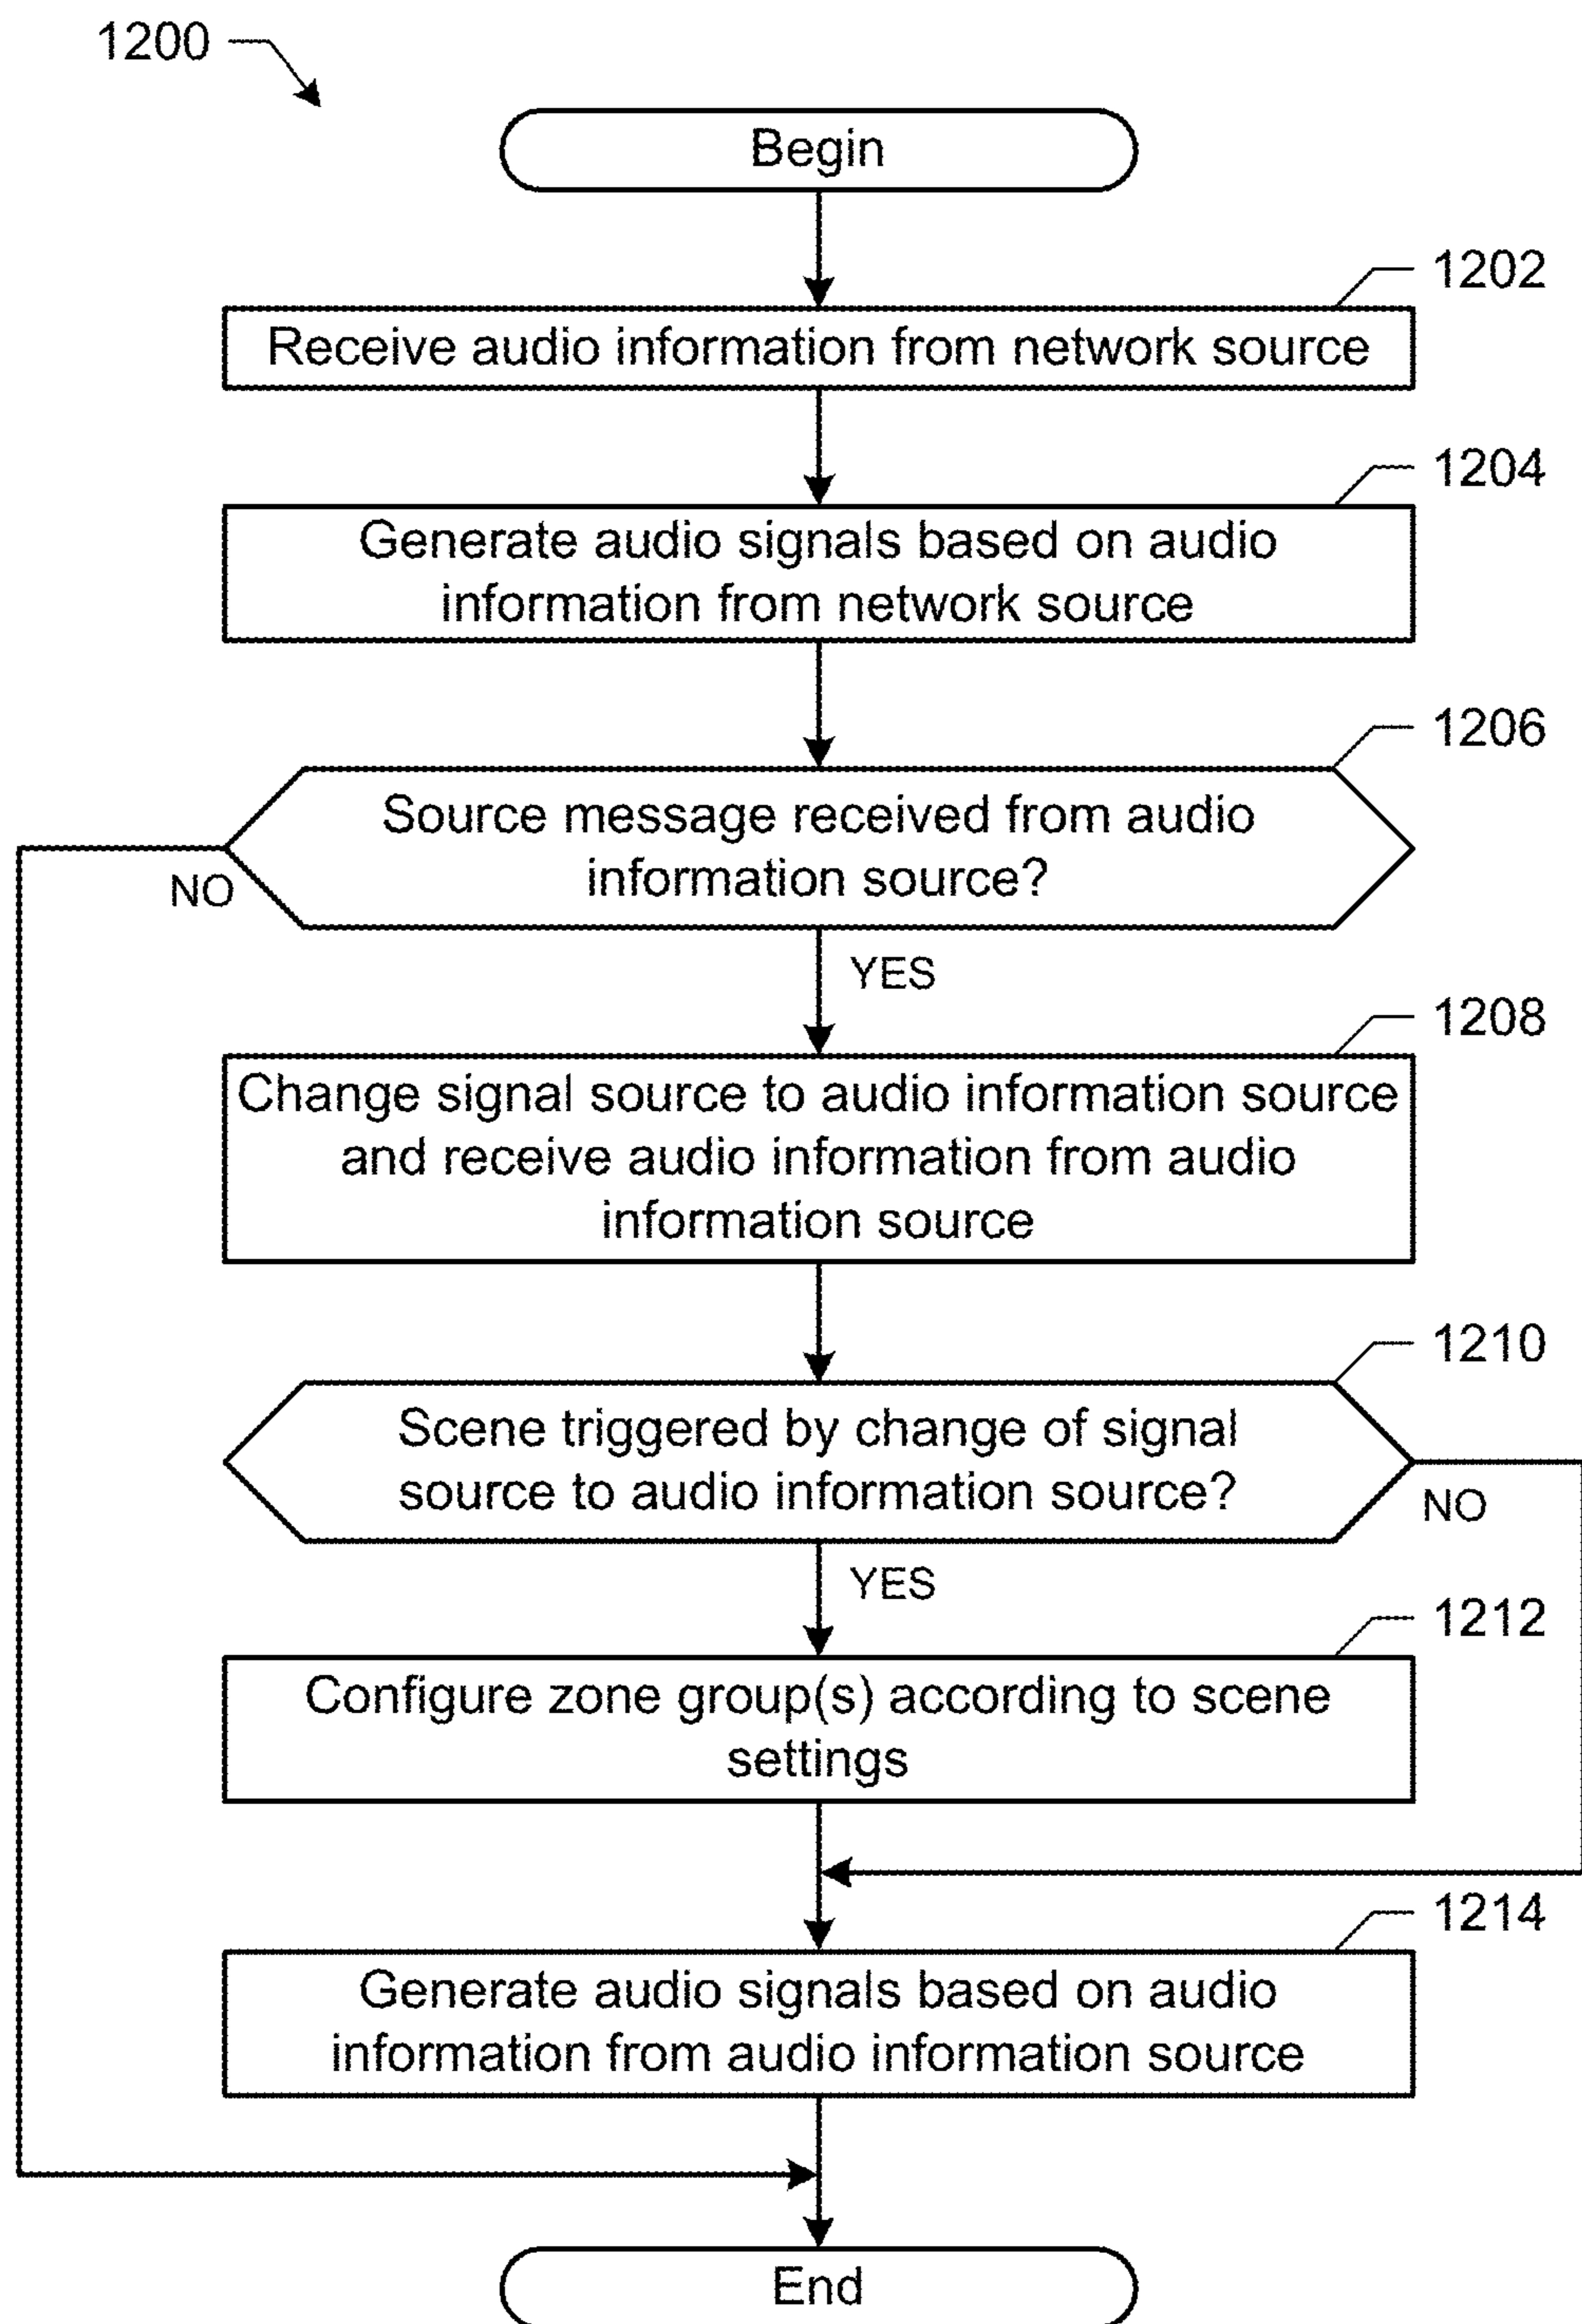 1200
Begin
1202
Receive audio information from network source
1204
Generate audio signals based on audio
information from network source
1206
Source message received from audio
information source?
NO
YES
1208
Change signal source to audio information source
and receive audio information from audio
information source
1210
Scene triggered by change of signal
source to audio information source?
NO
YES
1212
Configure zone group(s) according to scene
settings
1214
Generate audio signals based on audio
information from audio information source
End